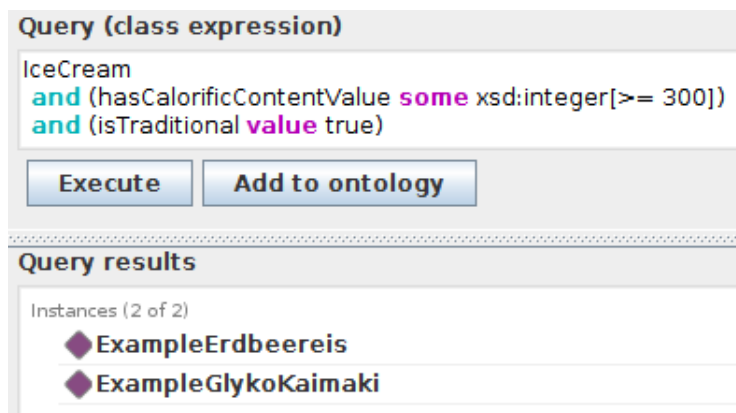 Query (class expression)
IceCream
and (hasCalorificContentValue some xsd:integer[>= 300])
and (isTraditional value true)
Execute Add to ontology
Query results
Instances (2 of 2)
ExampleErdbeereis
ExampleGlykoKaimaki